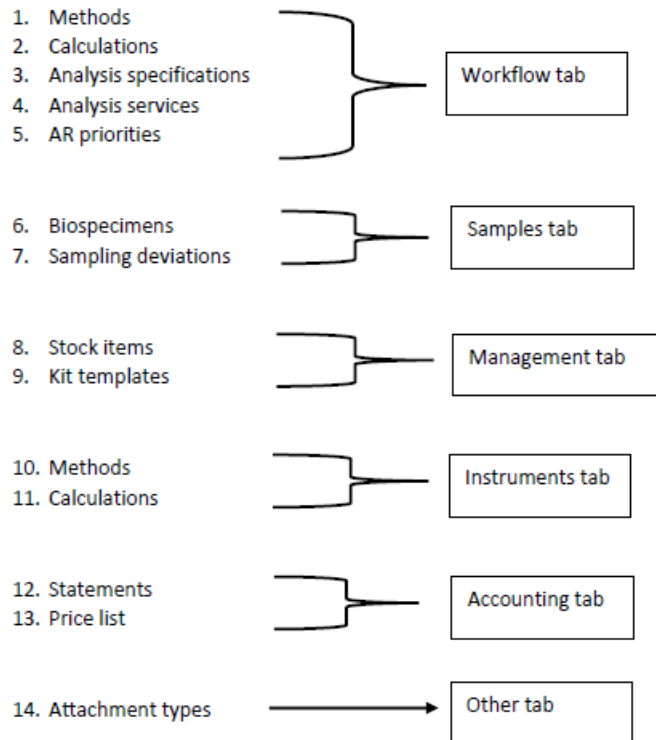 1. Methods
2. Calculations
3. Analysis specifications
4. Analysis services
5. AR priorities
Workflow tab
6. Biospecimens
7. Sampling deviations
Samples tab
8. Stock items
9. Kit templates
Management tab
10. Methods
11. Calculations
Instruments tab
12. Statements
13. Price list
Accounting tab
14. Attachment types
Other tab